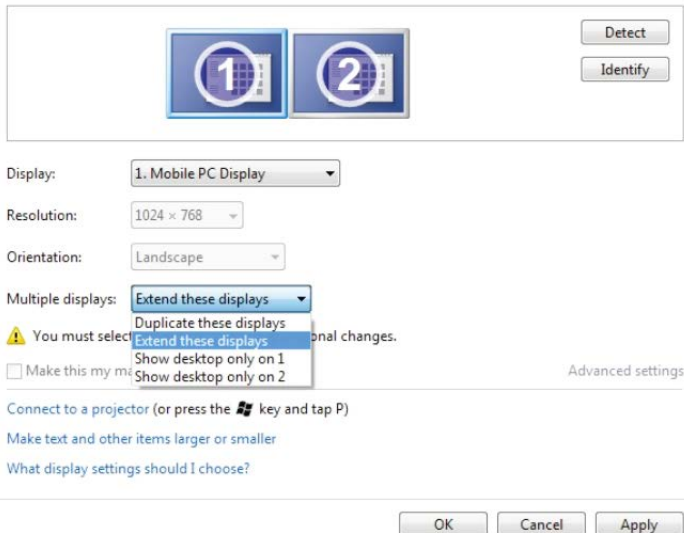 Detect
1 2
Identify
Display: 1. Mobile PC Display
Resolution: 1024 × 768
Orientation: Landscape
Multiple displays: Extend these displays
Duplicate these displays
You must select onal changes.
Extend these displays
Show desktop only on 1
Make this my ma Advanced settings
Show desktop only on 2
Connect to a projector (or press the key and tap P)
Make text and other items larger or smaller
What display settings should I choose?
OK Cancel Apply